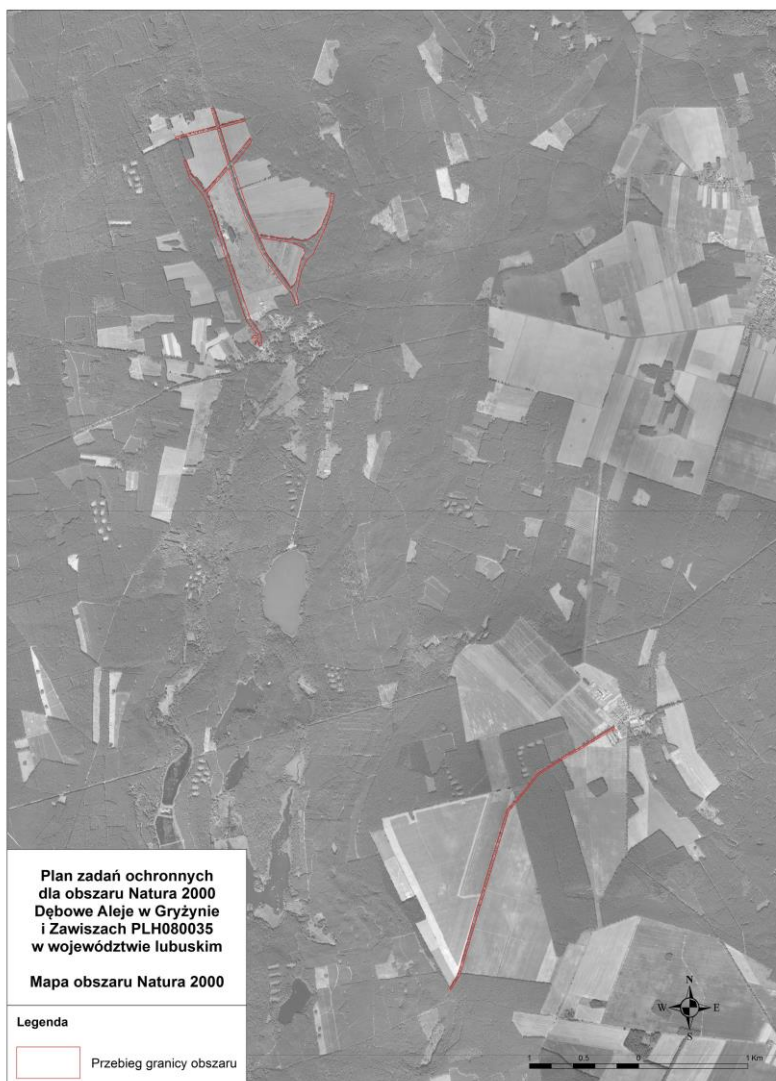 Plan zadań ochronnych
dla obszaru Natura 2000
Dębowe Aleje w Gryżynie
i Zawiszach PLH080035
w województwie lubuskim
Mapa obszaru Natura 2000
Legenda
Przebieg granicy obszaru
N
W E
S
1 0.5 0 1 Km